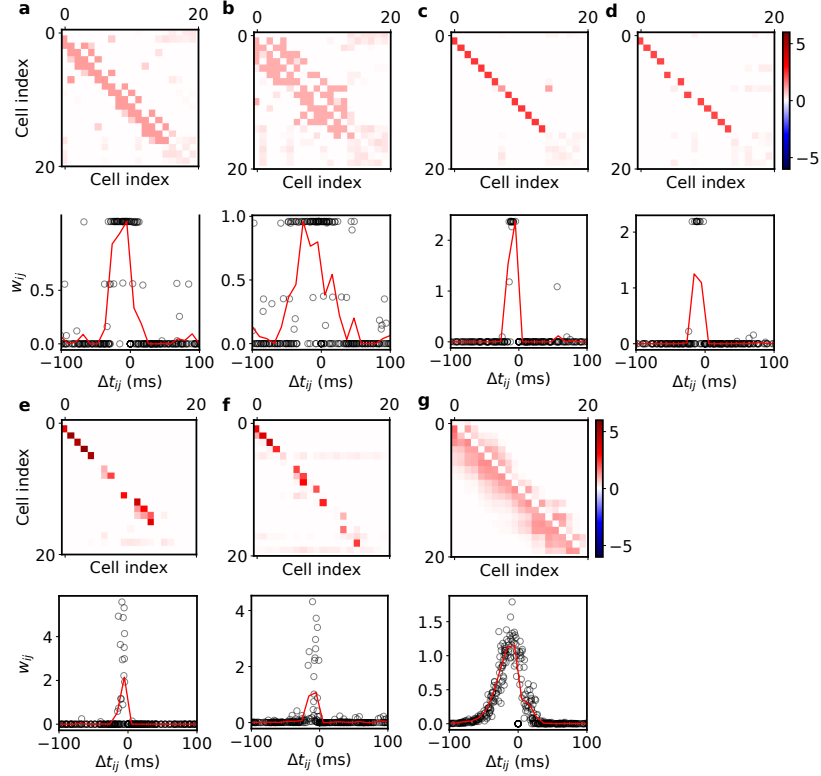 a b c d
0 20 0 20 0 20 0 20
0
20
Cell index
Cell index Cell index Cell index Cell index
5
0
−5
0.5
0.0
w_ij
−100 0 100
Δt_ij (ms)
1.0
0.5
0.0
−100 0 100
Δt_ij (ms)
2
1
0
−100 0 100
Δt_ij (ms)
2
1
0
−100 0 100
Δt_ij (ms)
e f g
0 20 0 20 0 20
0
20
Cell index
Cell index Cell index Cell index
5
0
−5
4
2
0
w_ij
−100 0 100
Δt_ij (ms)
4
2
0
−100 0 100
Δt_ij (ms)
1.5
1.0
0.5
0.0
−100 0 100
Δt_ij (ms)